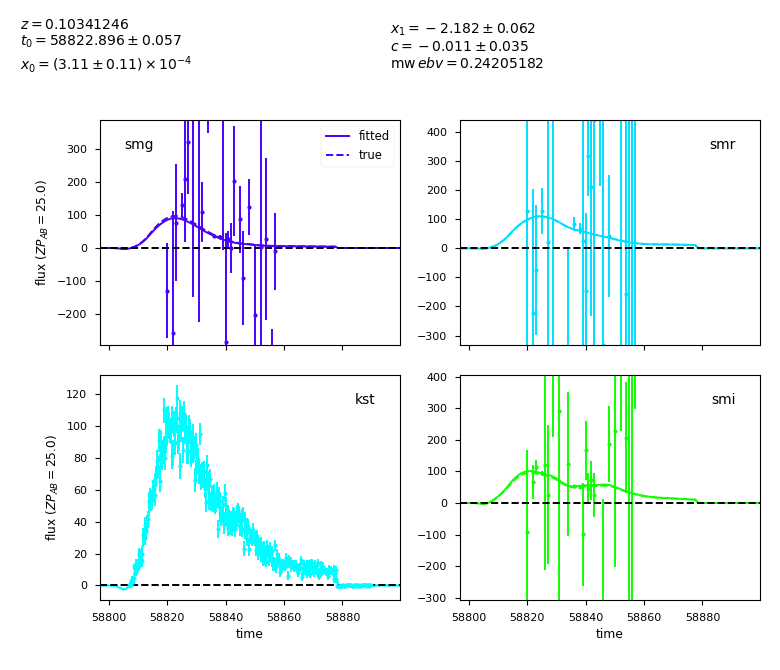 z = 0.10341246
t0 = 58822.896 ± 0.057
x0 = (3.11 ± 0.11) × 10^−4
x1 = −2.182 ± 0.062
c = −0.011 ± 0.035
mw ebv = 0.24205182
smg
fitted
true
300
200
100
0
−100
−200
flux (ZP_AB = 25.0)
smr
400
300
200
100
0
−100
−200
−300
kst
120
100
80
60
40
20
0
flux (ZP_AB = 25.0)
58800 58820 58840 58860 58880
time
smi
400
300
200
100
0
−100
−200
−300
58800 58820 58840 58860 58880
time